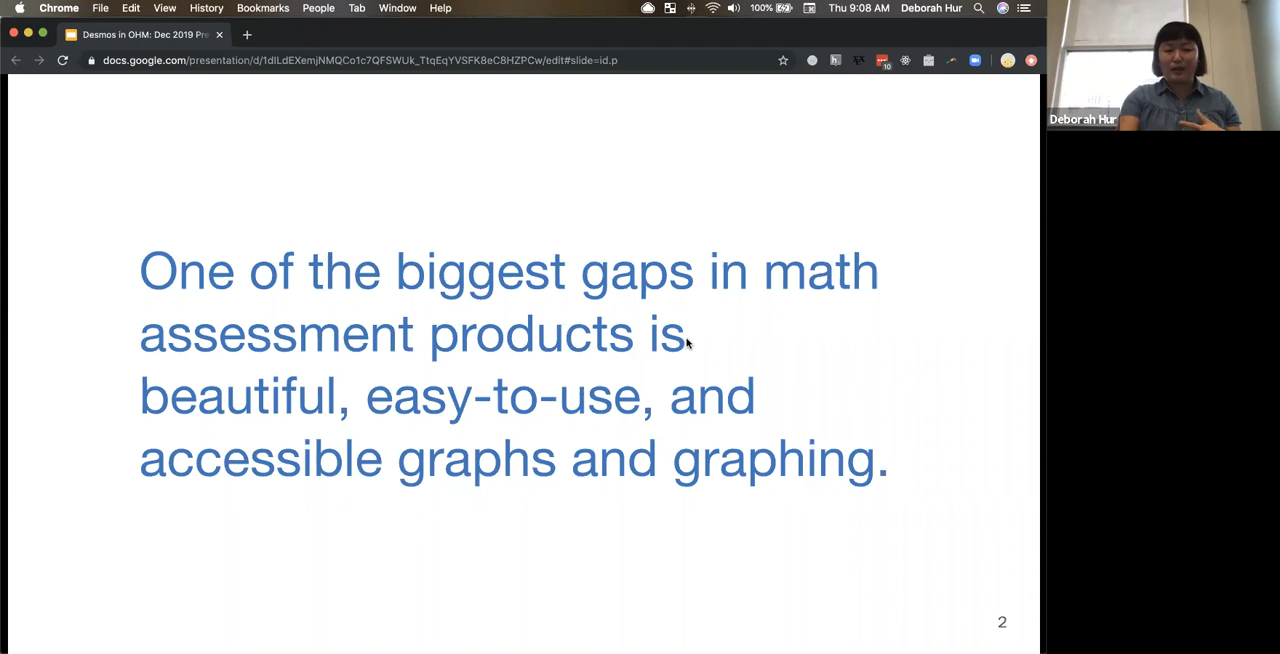 Chrome File Edit View History Bookmarks People Tab Window Help 100% Thu 9:08 AM Deborah Hur
Desmos in OHM: Dec 2019 Pre
docs.google.com/presentation/d/1dILdEXemjNMQCo1c7QFSWUk_TtqEqYVSFK8eC8HZPCw/edit#slide=id.p
10
Deborah Hur
One of the biggest gaps in math
assessment products is
beautiful, easy-to-use, and
accessible graphs and graphing.
2